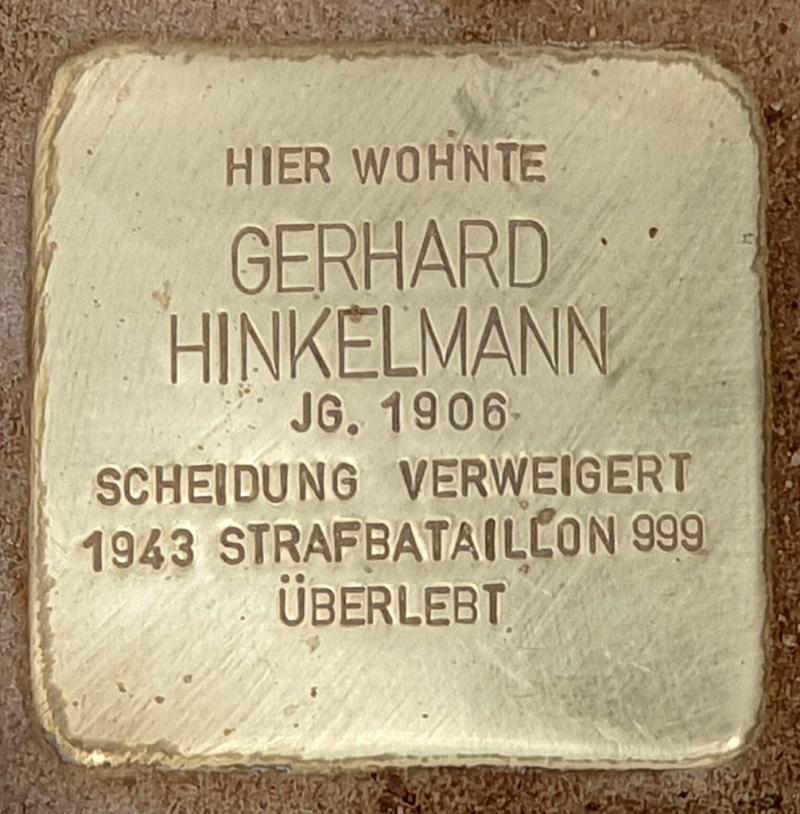 HIER WOHNTE
GERHARD
HINKELMANN
JG. 1906
SCHEIDUNG VERWEIGERT
1943 STRAFBATAILLON 999
ÜBERLEBT